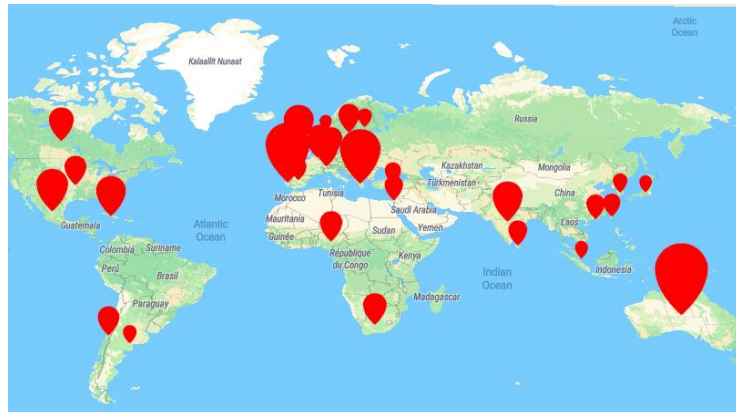 Arctic
Ocean
Kalaallit Nunaat
Russia
Kazakhstan
Mongolia
Türkmenistan
China
Morocco
Tunisia
Atlantic
Ocean
Mauritania
Saudi Arabia
Laos
Guatemala
Guinée
Sudan
Yemen
Colombia
Suriname
République
du Congo
Kenya
Perú
Brasil
Indian
Ocean
Indonesia
Paraguay
Madagascar